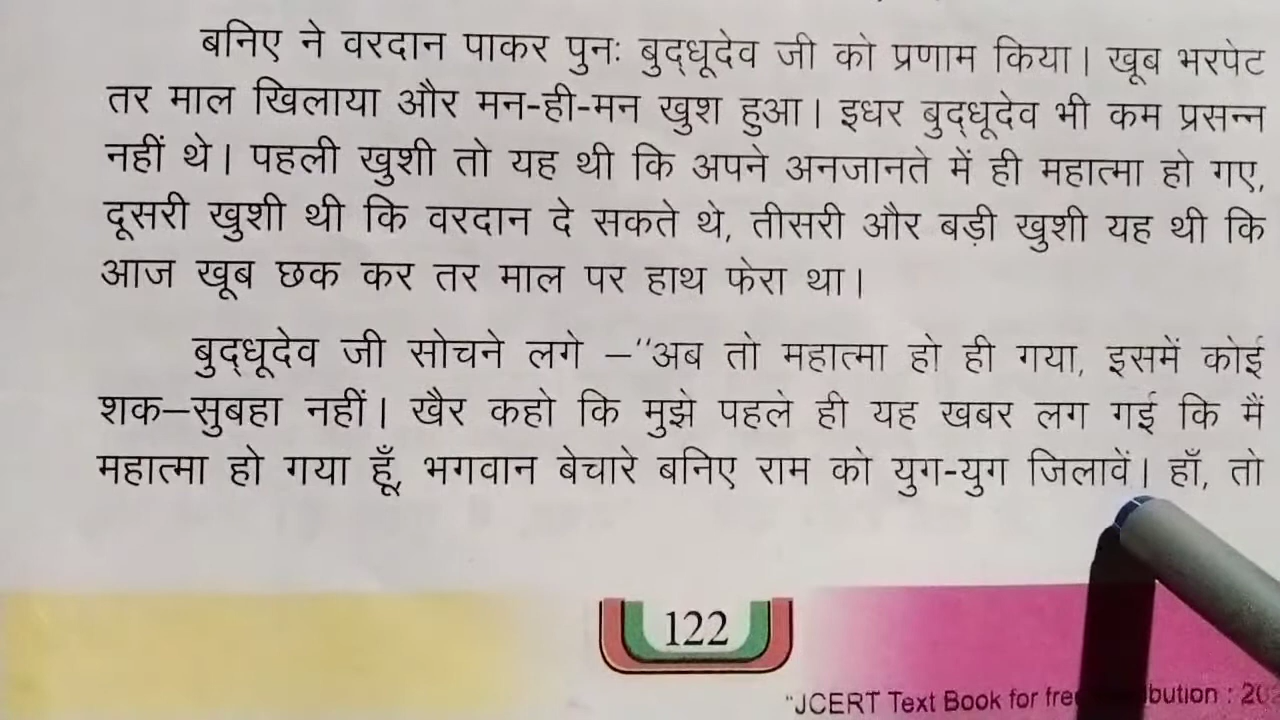 बनिए ने वरदान पाकर पुनः बुद्धूदेव जी को प्रणाम किया। खूब भरपेट
तर माल खिलाया और मन-ही-मन खुश हुआ। इधर बुद्धूदेव भी कम प्रसन्न
नहीं थे। पहली खुशी तो यह थी कि अपने अनजानते में ही महात्मा हो गए,
दूसरी खुशी थी कि वरदान दे सकते थे, तीसरी और बड़ी खुशी यह थी कि
आज खूब छक कर तर माल पर हाथ फेरा था।
बुद्धूदेव जी सोचने लगे –"अब तो महात्मा हो ही गया, इसमें कोई
शक–सुबहा नहीं। खैर कहो कि मुझे पहले ही यह खबर लग गई कि मैं
महात्मा हो गया हूँ, भगवान बेचारे बनिए राम को युग-युग जिलावें। हाँ, तो
122
"JCERT Text Book for